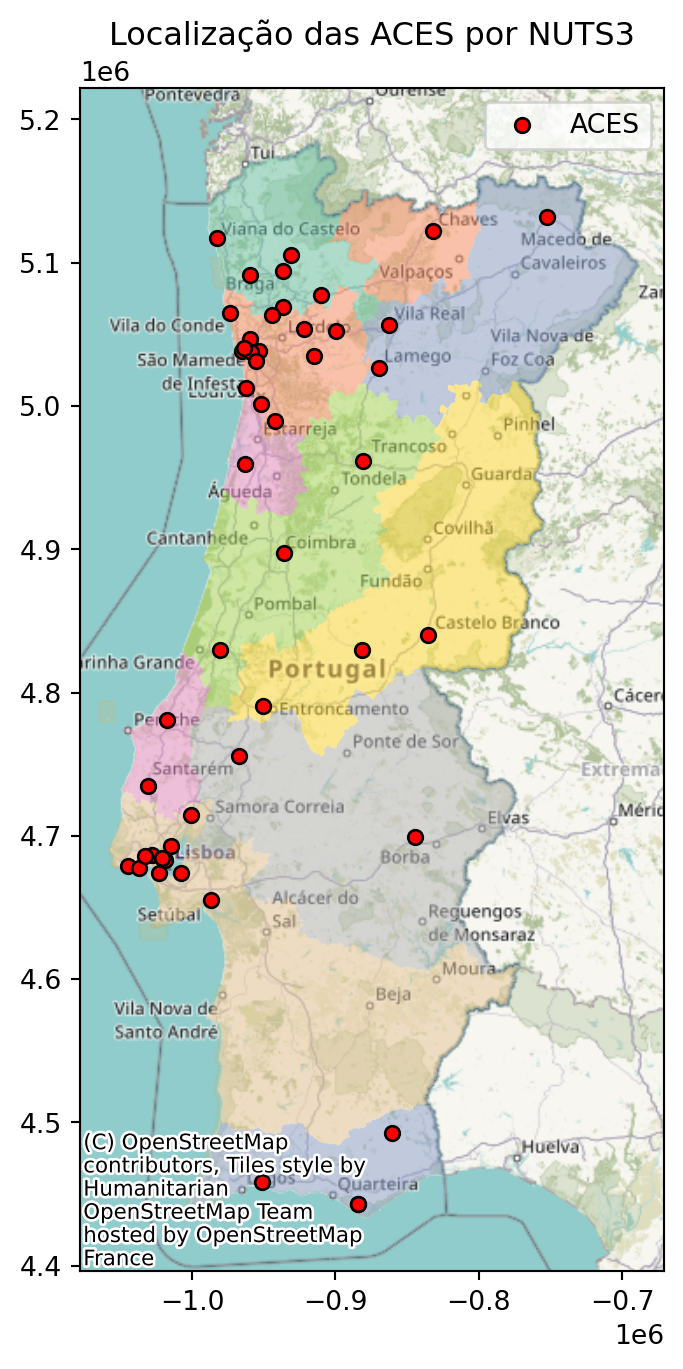 Localização das ACES por NUTS3
1e6
ACES
5.2
5.1
5.0
4.9
4.8
4.7
4.6
4.5
4.4
Pontevedra
Ourense
Tui
Viana do Castelo
Chaves
Macedo de
Cavaleiros
Braga
Valpaços
Vila do Conde
Vila Real
São Mamede
de Infesta
Lamego
Vila Nova de
Foz Coa
Estarreja
Pinhel
Trancoso
Guarda
Tondela
Águeda
Cantanhede
Coimbra
Covilhã
Fundão
Pombal
Castelo Branco
arinha Grande
Portugal
Entroncamento
Peniche
Ponte de Sor
Santarém
Samora Correia
Elvas
Lisboa
Borba
Setúbal
Alcácer do
Sal
Reguengos
de Monsaraz
Moura
Beja
Vila Nova de
Santo André
Huelva
Lagos
Quarteira
(C) OpenStreetMap
contributors, Tiles style by
Humanitarian
OpenStreetMap Team
hosted by OpenStreetMap
France
−1.0
−0.9
−0.8
−0.7
1e6